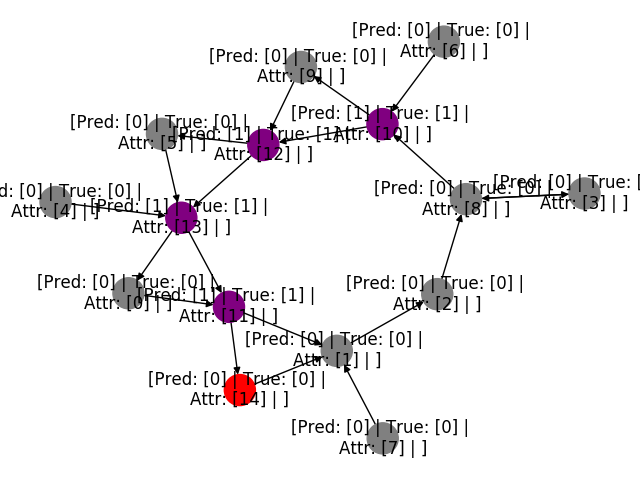 [Pred: [0] | True: [0] |
Attr: [6] | ]
[Pred: [0] | True: [0] |
Attr: [9] | ]
[Pred: [1] | True: [1] |
Attr: [10] | ]
[Pred: [0] | True: [0] |
Attr: [5] | ]
[Pred: [1] | True: [1] |
Attr: [12] | ]
[Pred: [0] | True: [0] |
Attr: [8] | ]
[Pred: [0] | True: [
Attr: [3] | ]
d: [0] | True: [0] |
Attr: [4] | ]
[Pred: [1] | True: [1] |
Attr: [13] | ]
[Pred: [0] | True: [0] |
Attr: [0] | ]
[Pred: [1] | True: [1] |
Attr: [11] | ]
[Pred: [0] | True: [0] |
Attr: [2] | ]
[Pred: [0] | True: [0] |
Attr: [1] | ]
[Pred: [0] | True: [0] |
Attr: [14] | ]
[Pred: [0] | True: [0] |
Attr: [7] | ]